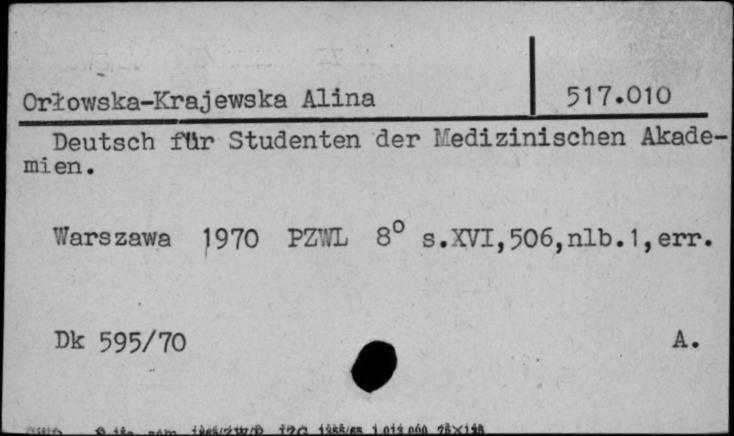 Orłowska-Krajewska Alina 517.010
Deutsch für Studenten der Medizinischen Akade-
mien.
Warszawa 1970 PZWL 8° s.XVI,506,nlb.1,err.
Dk 595/70 A.